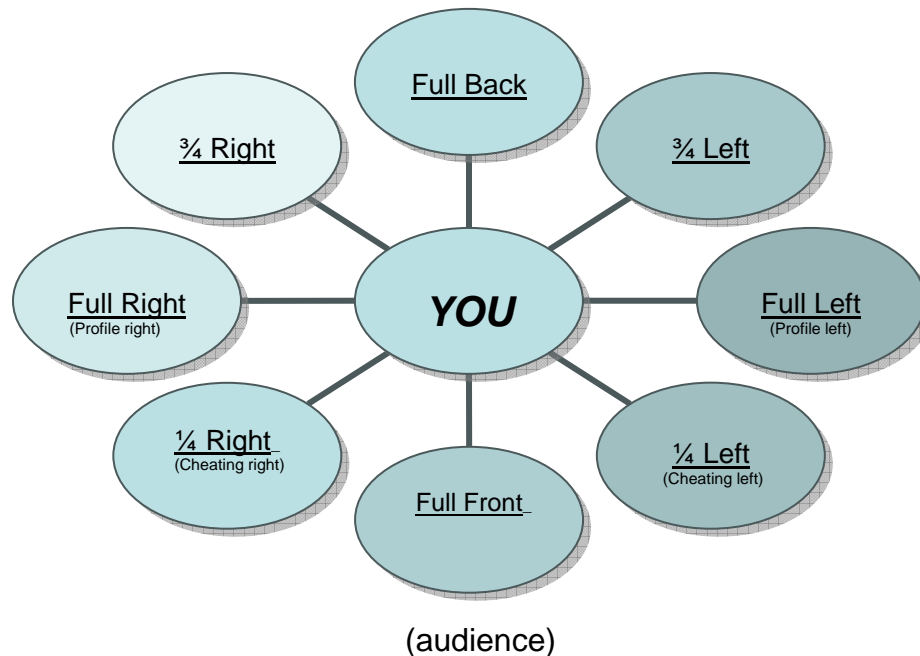 Full Back
¾ Right
¾ Left
YOU
Full Right
(Profile right)
Full Left
(Profile left)
¼ Right
(Cheating right)
¼ Left
(Cheating left)
Full Front
(audience)